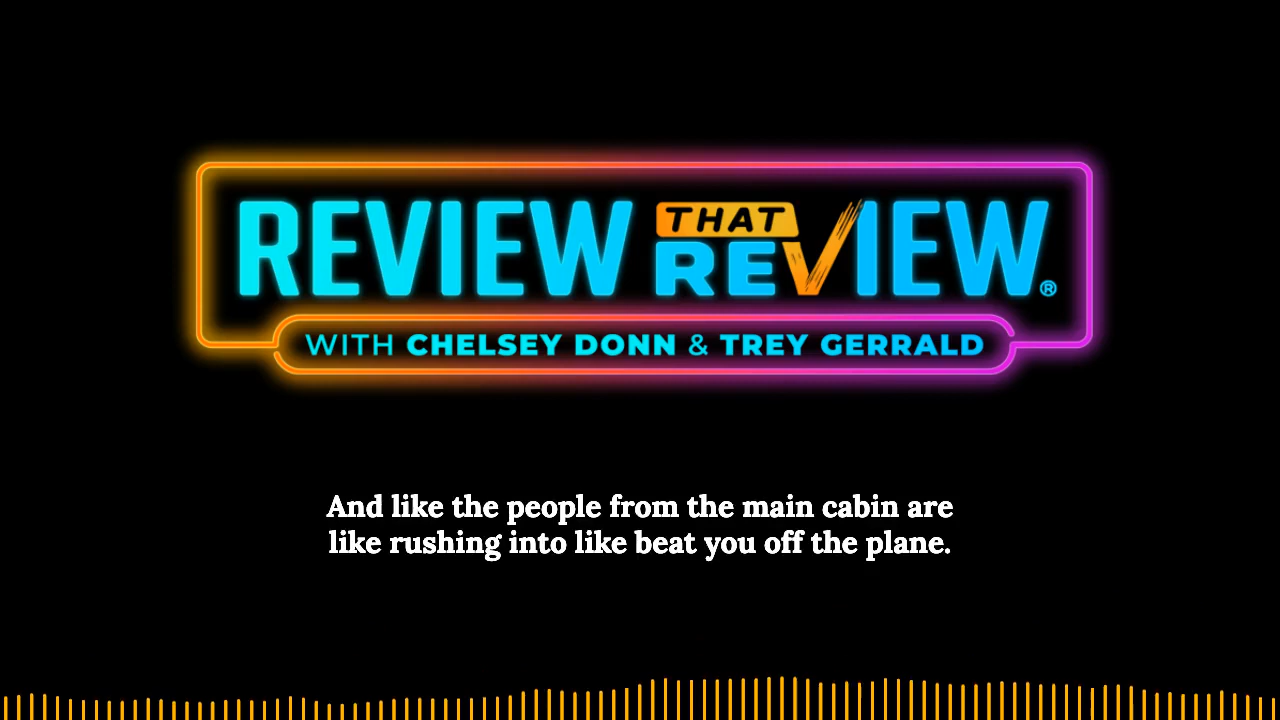 REVIEW THAT REVIEW®
WITH CHELSEY DONN & TREY GERRALD
And like the people from the main cabin are
like rushing into like beat you off the plane.